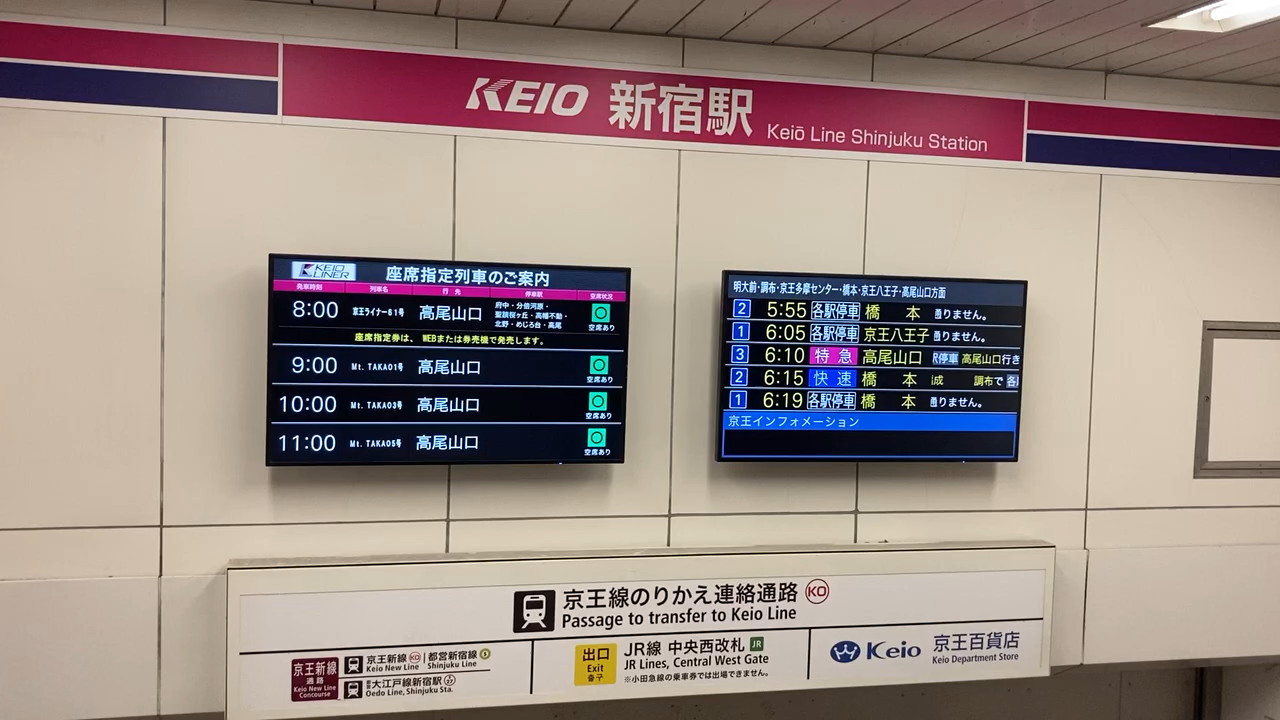 KEIO 新宿駅 Keiō Line Shinjuku Station
KEIO LINER 座席指定列車のご案内
発車時刻 列車名 行先 停車駅 空席状況
8:00 京王ライナー61号 高尾山口 府中・分倍河原・
聖蹟桜ヶ丘・高幡不動・
北野・めじろ台・高尾
空席あり
座席指定券は、WEBまたは券売機で発売します。
9:00 Mt. TAKAO1号 高尾山口 空席あり
10:00 Mt. TAKAO3号 高尾山口 空席あり
11:00 Mt. TAKAO5号 高尾山口 空席あり
明大前・調布・京王多摩センター・橋本・京王八王子・高尾山口方面
2 5:55 各駅停車 橋本 りません。
1 6:05 各駅停車 京王八王子 りません。
3 6:10 特急 高尾山口 停車 高尾山口行き
2 6:15 快速 橋本 成 調布で 各
1 6:19 各駅停車 橋本 りません。
京王インフォメーション
京王線のりかえ連絡通路 KO
Passage to transfer to Keio Line
京王新線
通路
Keio New Line
Concourse
京王新線 KO 都営新宿線 S
Keio New Line Shinjuku Line
大江戸線新宿駅
Oedo Line, Shinjuku Sta.
出口
Exit
출구
JR線 中央西改札 JR
JR Lines, Central West Gate
※小田急線の乗車券では出場できません。
Keio 京王百貨店
Keio Department Store